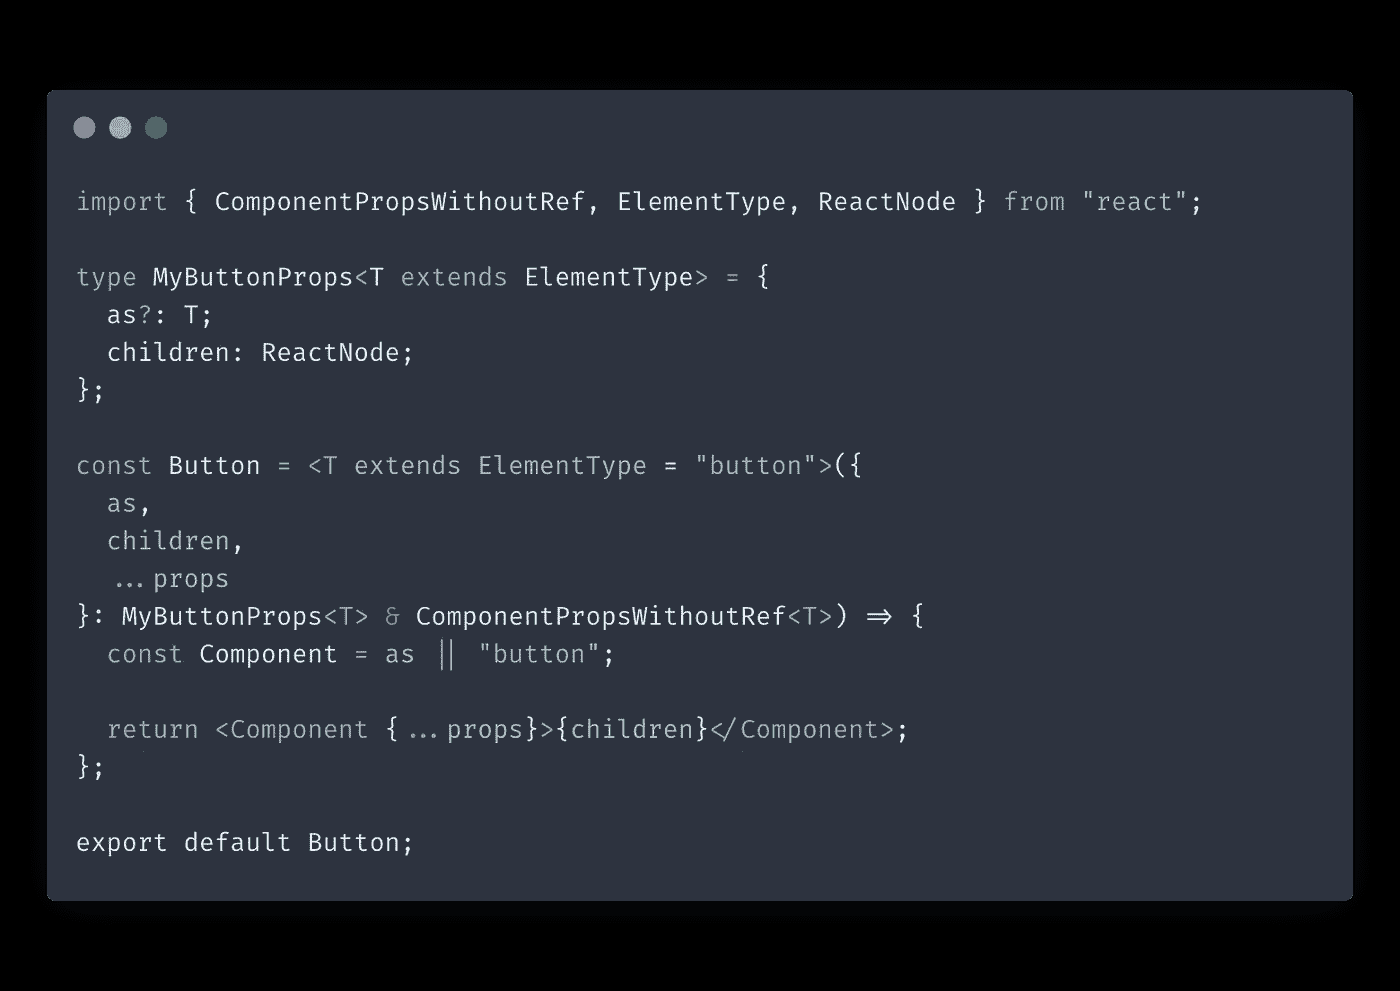 import { ComponentPropsWithoutRef, ElementType, ReactNode } from "react";
type MyButtonProps<T extends ElementType> = {
  as?: T;
  children: ReactNode;
};
const Button = <T extends ElementType = "button">({
  as,
  children,
  ...props
}: MyButtonProps<T> & ComponentPropsWithoutRef<T>) => {
  const Component = as || "button";
  return <Component {...props}>{children}</Component>;
};
export default Button;